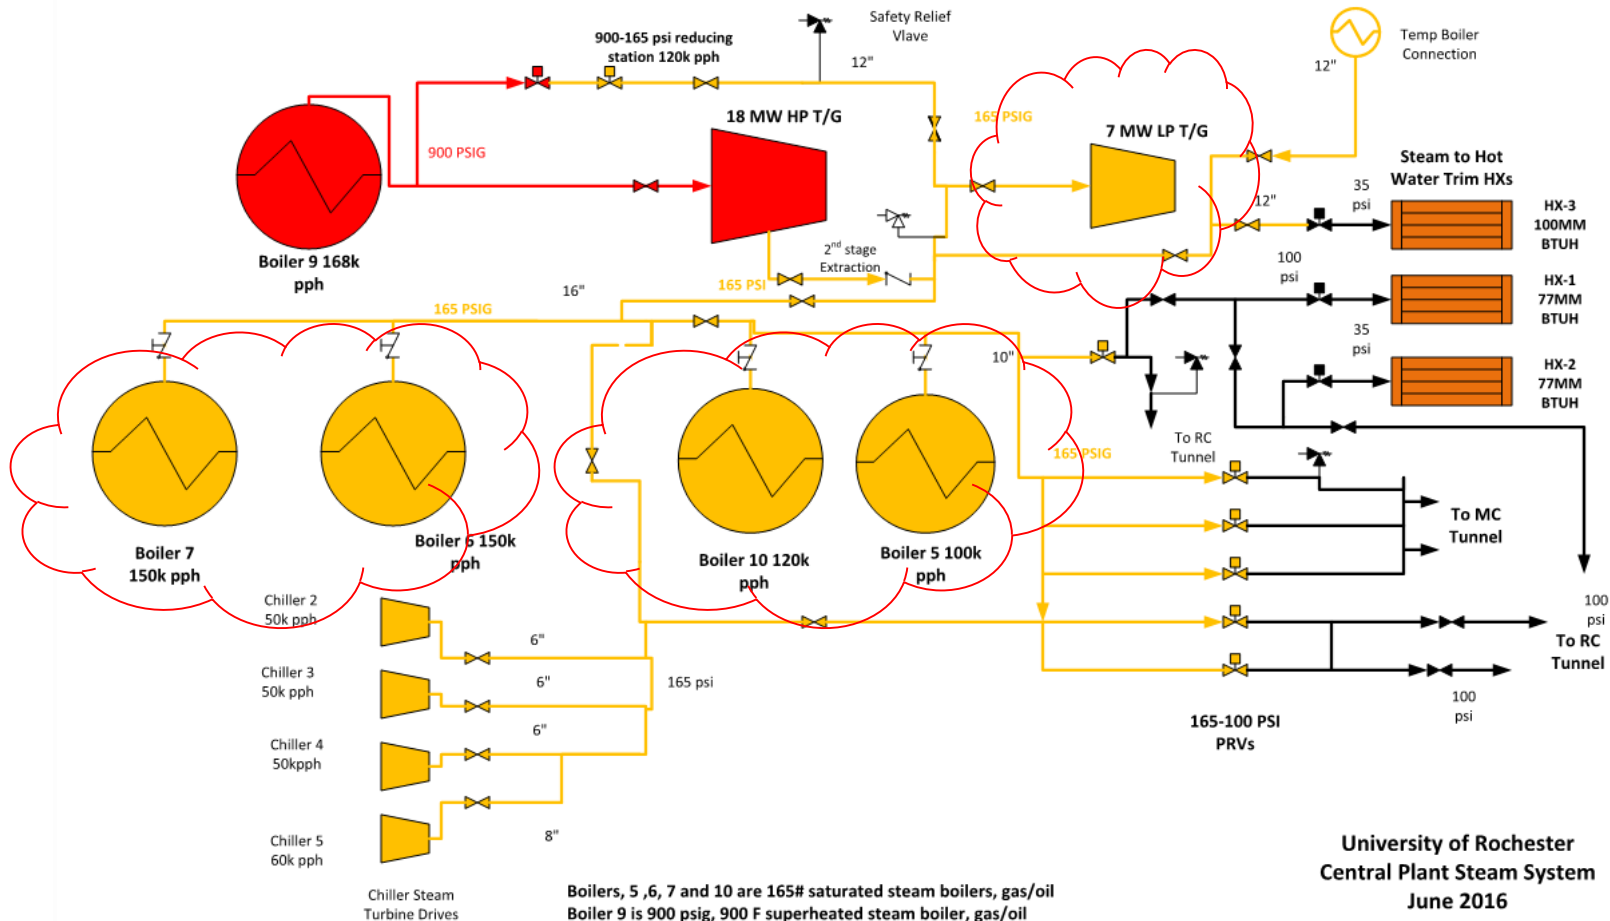 Safety Relief
Vlave
900-165 psi reducing
station 120k pph
12"
Temp Boiler
Connection
12"
18 MW HP T/G
165 PSIG
7 MW LP T/G
900 PSIG
Steam to Hot
Water Trim HXs
35
psi
12"
HX-3
100MM
BTUH
Boiler 9 168k
pph
2nd stage
Extraction
165 PSI
16"
100
psi
HX-1
77MM
BTUH
165 PSIG
35
psi
10"
HX-2
77MM
BTUH
To RC
Tunnel
165 PSIG
To MC
Tunnel
Boiler 7
150k pph
Boiler 6 150k
pph
Boiler 10 120k
pph
Boiler 5 100k
pph
Chiller 2
50k pph
6"
100
psi
To RC
Tunnel
Chiller 3
50k pph
6"
165 psi
100
psi
6"
165-100 PSI
PRVs
Chiller 4
50kpph
8"
Chiller 5
60k pph
Chiller Steam
Turbine Drives
Boilers, 5 ,6, 7 and 10 are 165# saturated steam boilers, gas/oil
Boiler 9 is 900 psig, 900 F superheated steam boiler, gas/oil
University of Rochester
Central Plant Steam System
June 2016